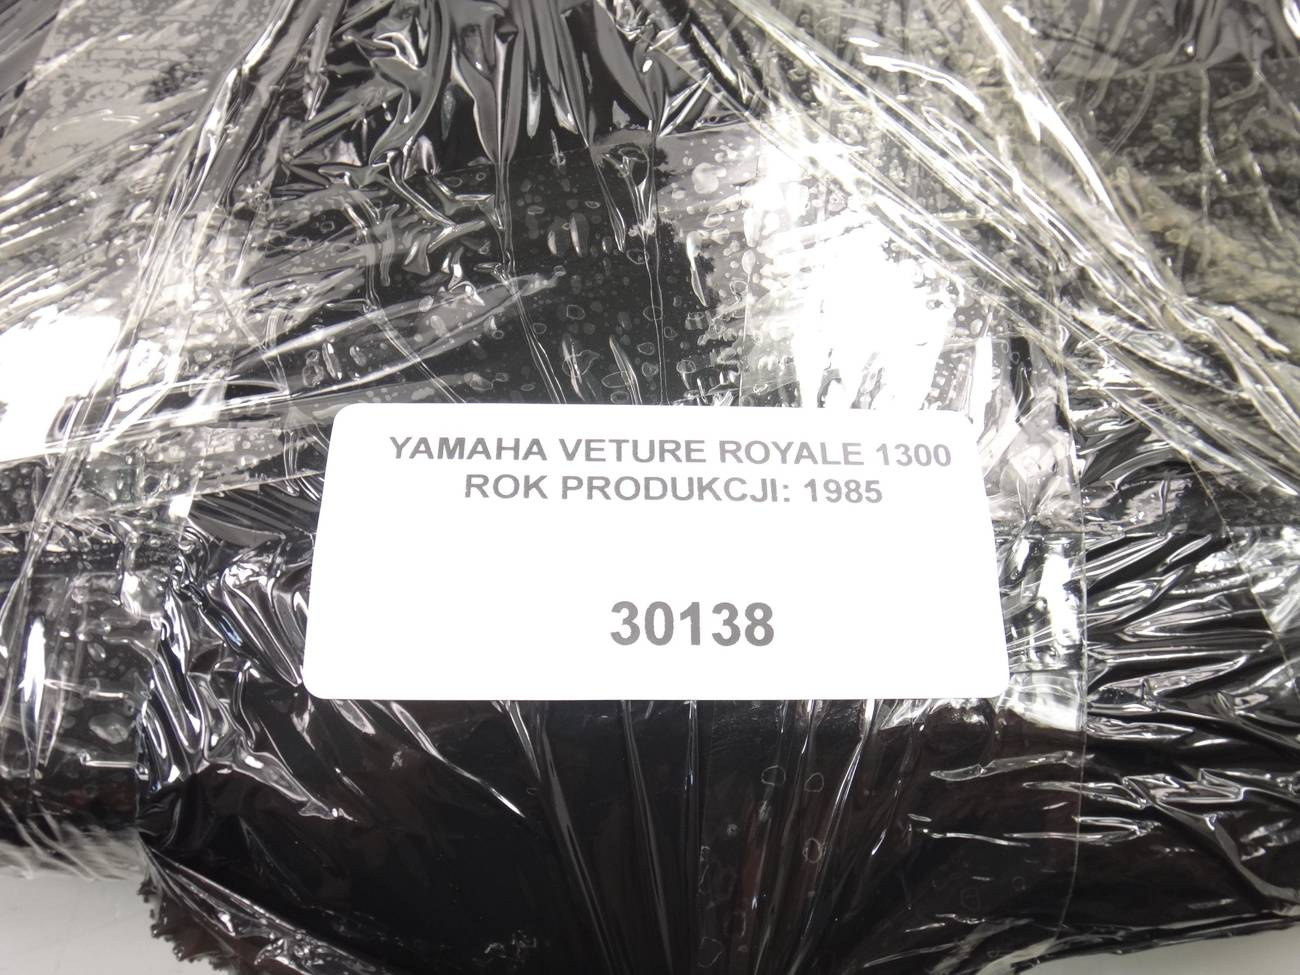 YAMAHA VETURE ROYALE 1300
ROK PRODUKCJI: 1985
30138